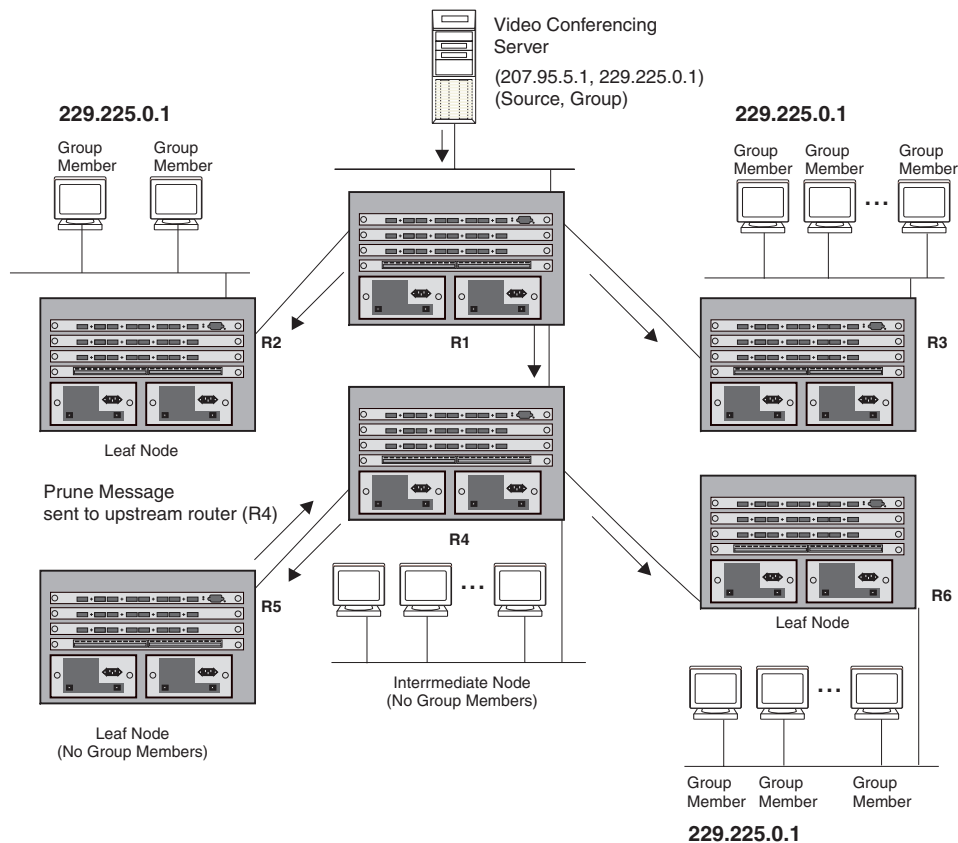 Video Conferencing
Server
(207.95.5.1, 229.225.0.1)
(Source, Group)
229.225.0.1
Group
Member
Group
Member
229.225.0.1
Group
Member
Group
Member
Group
Member
...
R2
R1
R3
Leaf Node
Prune Message
sent to upstream router (R4)
R4
R5
R6
...
Leaf Node
Interrmediate Node
(No Group Members)
...
Leaf Node
(No Group Members)
Group
Member
Group
Member
Group
Member
229.225.0.1